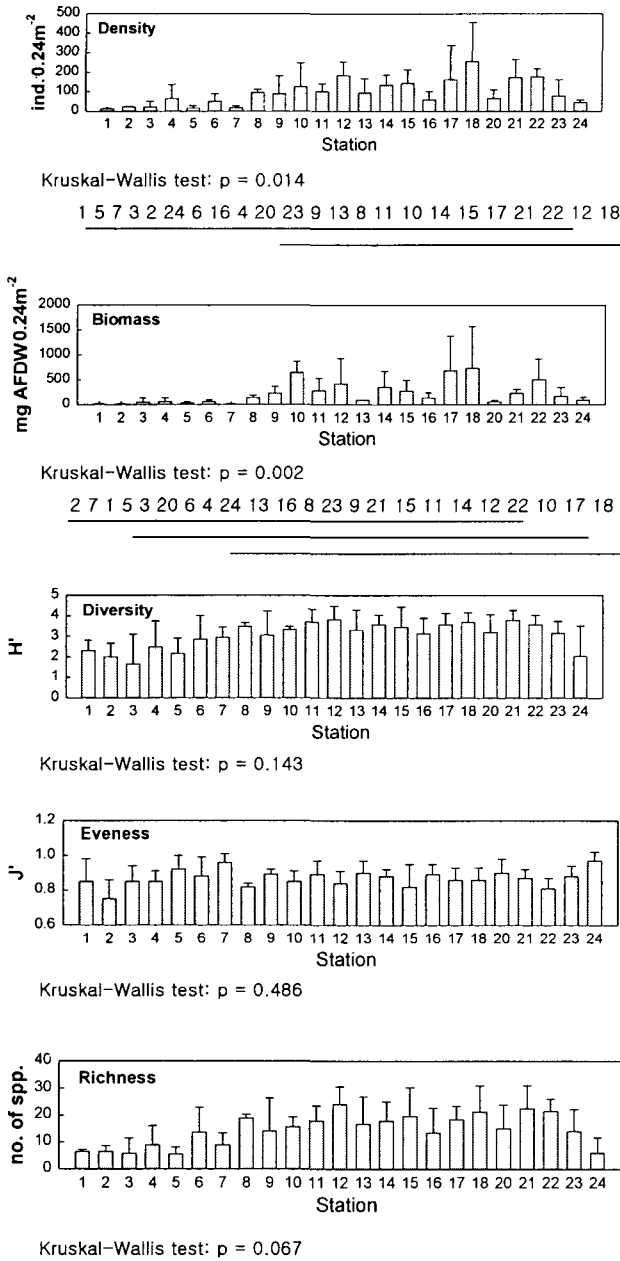 Density
500
400
300
200
100
0
ind.0.24m⁻²
1 2 3 4 5 6 7 8 9 10 11 12 13 14 15 16 17 18 20 21 22 23 24
Station
Kruskal-Wallis test: p = 0.014
1 5 7 3 2 24 6 16 4 20 23 9 13 8 11 10 14 15 17 21 22 12 18
Biomass
2000
1500
1000
500
0
mg AFDW0.24m⁻²
1 2 3 4 5 6 7 8 9 10 11 12 13 14 15 16 17 18 20 21 22 23 24
Station
Kruskal-Wallis test: p = 0.002
2 7 1 5 3 20 6 4 24 13 16 8 23 9 21 15 11 14 12 22 10 17 18
Diversity
5
4
3
2
1
0
H'
1 2 3 4 5 6 7 8 9 10 11 12 13 14 15 16 17 18 20 21 22 23 24
Station
Kruskal-Wallis test: p = 0.143
Eveness
1.2
1.0
0.8
0.6
J'
1 2 3 4 5 6 7 8 9 10 11 12 13 14 15 16 17 18 20 21 22 23 24
Station
Kruskal-Wallis test: p = 0.486
Richness
40
30
20
10
0
no. of spp.
1 2 3 4 5 6 7 8 9 10 11 12 13 14 15 16 17 18 20 21 22 23 24
Station
Kruskal-Wallis test: p = 0.067